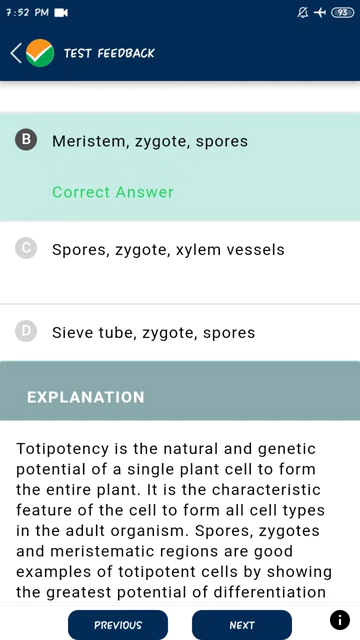 7:52 PM
93
TEST FEEDBACK
B Meristem, zygote, spores
Correct Answer
C Spores, zygote, xylem vessels
D Sieve tube, zygote, spores
EXPLANATION
Totipotency is the natural and genetic
potential of a single plant cell to form
the entire plant. It is the characteristic
feature of the cell to form all cell types
in the adult organism. Spores, zygotes
and meristematic regions are good
examples of totipotent cells by showing
the greatest potential of differentiation
PREVIOUS
NEXT